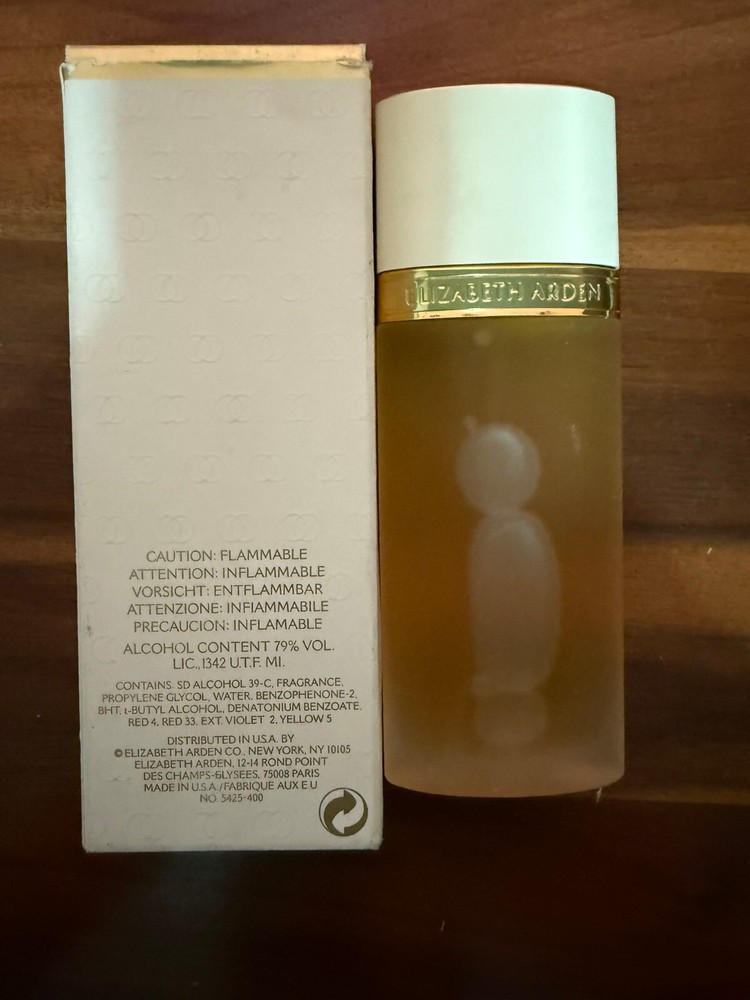 CAUTION: FLAMMABLE
ATTENTION: INFLAMMABLE
VORSICHT: ENTFLAMMBAR
ATTENZIONE: INFIAMMABILE
PRECAUCION: INFLAMABLE
ALCOHOL CONTENT 79% VOL.
LIC., 1342 U.T.F. MI.
CONTAINS: SD ALCOHOL 39-C, FRAGRANCE,
PROPYLENE GLYCOL, WATER, BENZOPHENONE-2,
BHT, t-BUTYL ALCOHOL, DENATONIUM BENZOATE,
RED 4, RED 33, EXT. VIOLET 2, YELLOW 5
DISTRIBUTED IN U.S.A. BY
©ELIZABETH ARDEN CO., NEW YORK, NY 10105
ELIZABETH ARDEN, 12-14 ROND POINT
DES CHAMPS-ELYSEES, 75008 PARIS
MADE IN U.S.A./FABRIQUE AUX E U
NO. 5425-400
ELIZABETH ARDEN